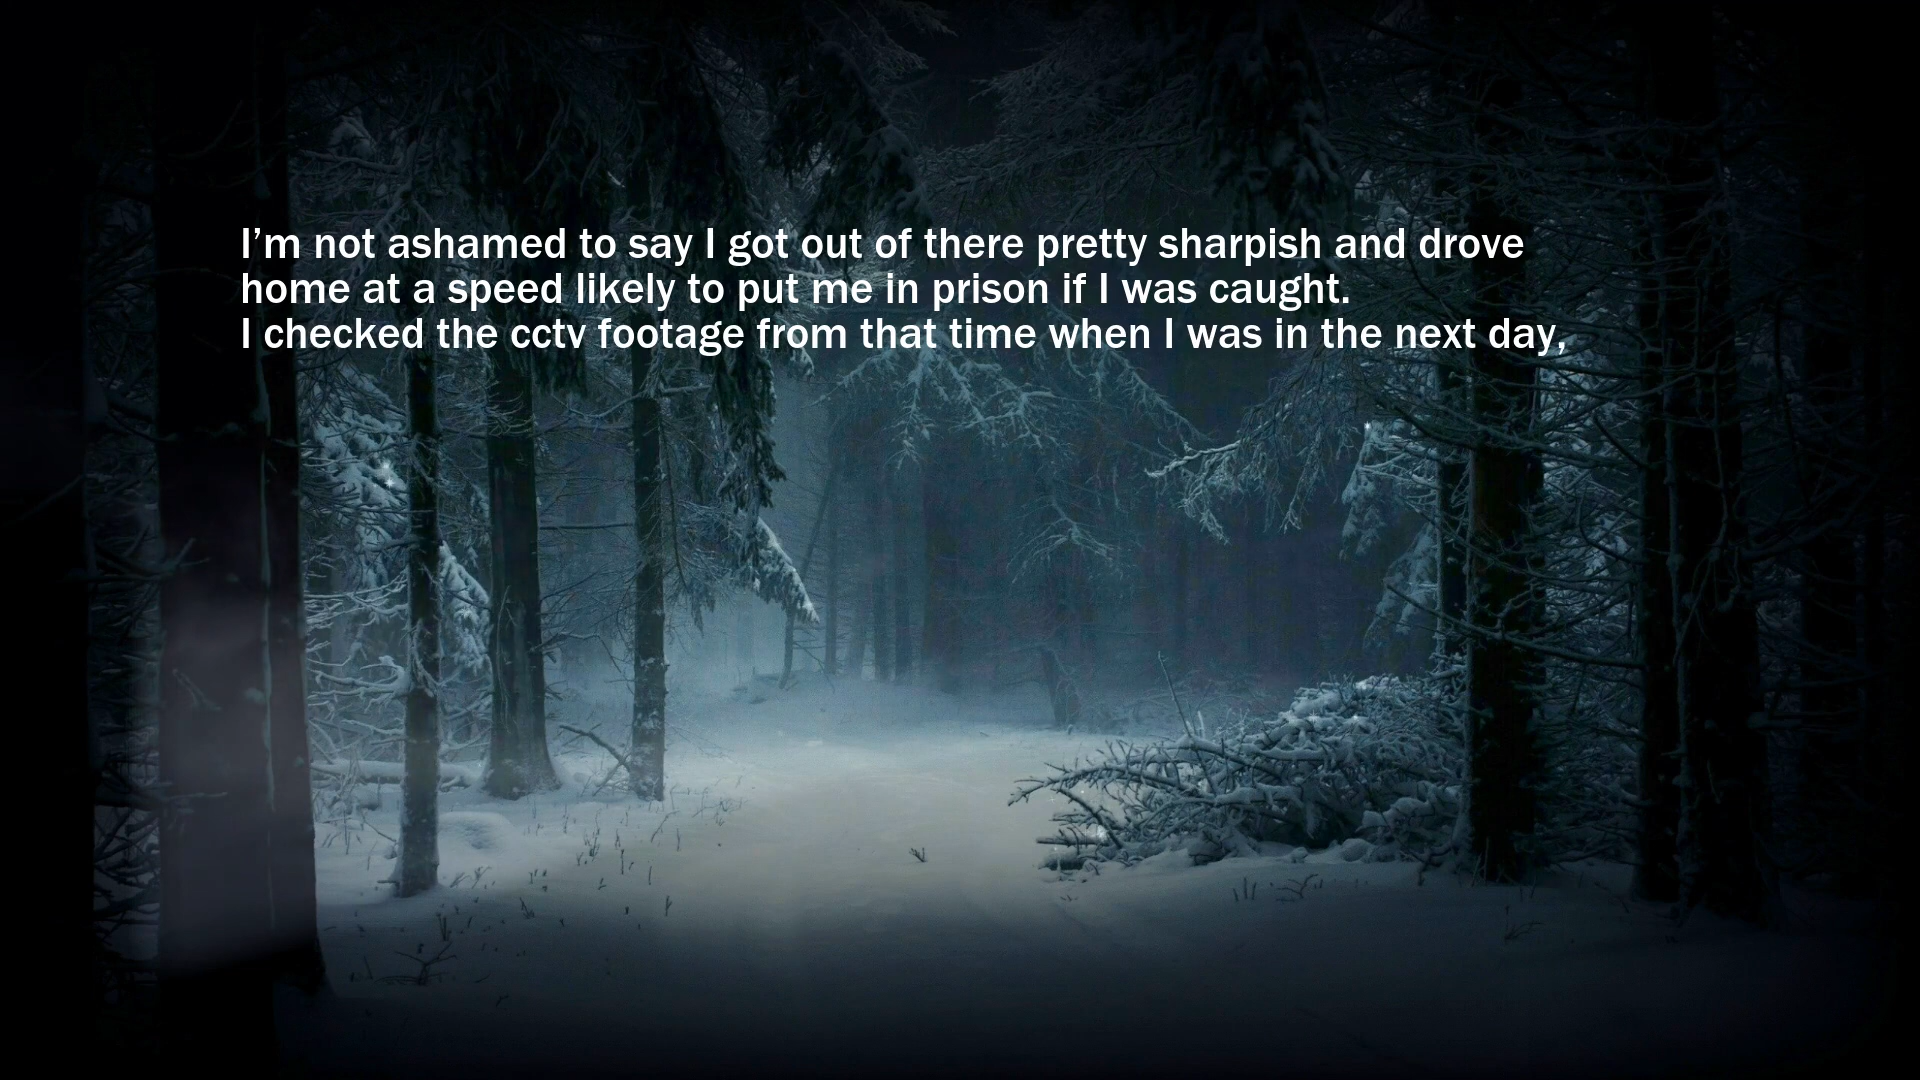 I’m not ashamed to say I got out of there pretty sharpish and drove
home at a speed likely to put me in prison if I was caught.
I checked the cctv footage from that time when I was in the next day,